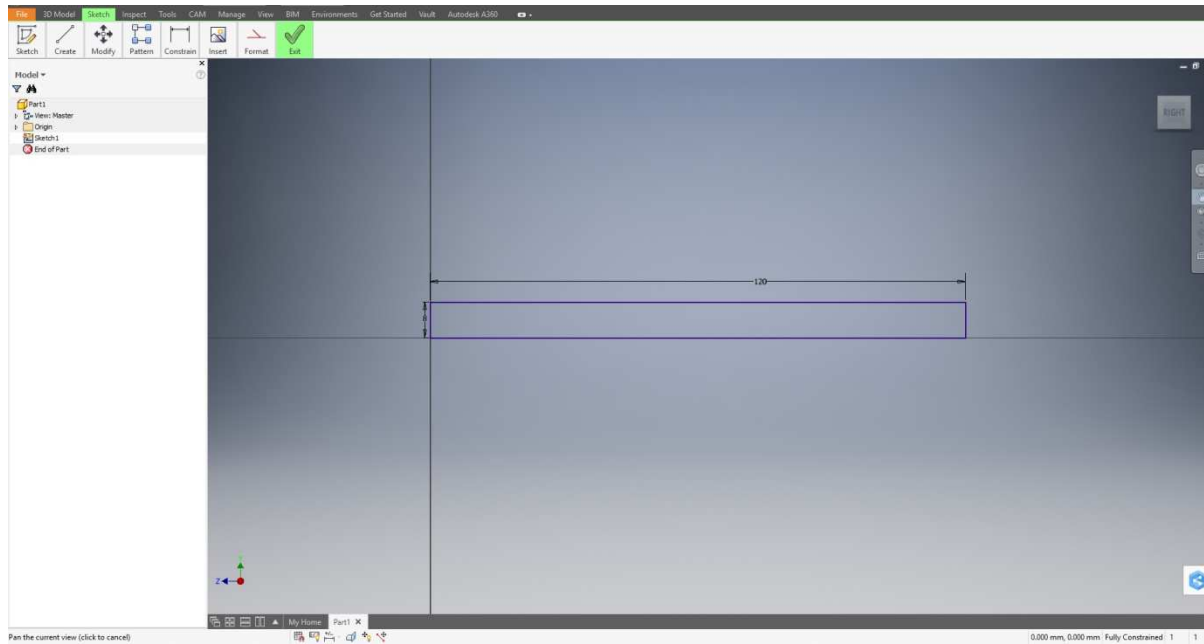 File 3D Model Sketch Inspect Tools CAM Manage View BIM Environments Get Started Vault Autodesk A360
Sketch Create Modify Pattern Constrain Insert Format Exit
Model
Part1
View: Master
Origin
Sketch1
End of Part
RIGHT
120
8
Y
Z
My Home Part1
Pan the current view (click to cancel)
0.000 mm, 0.000 mm Fully Constrained 1 1